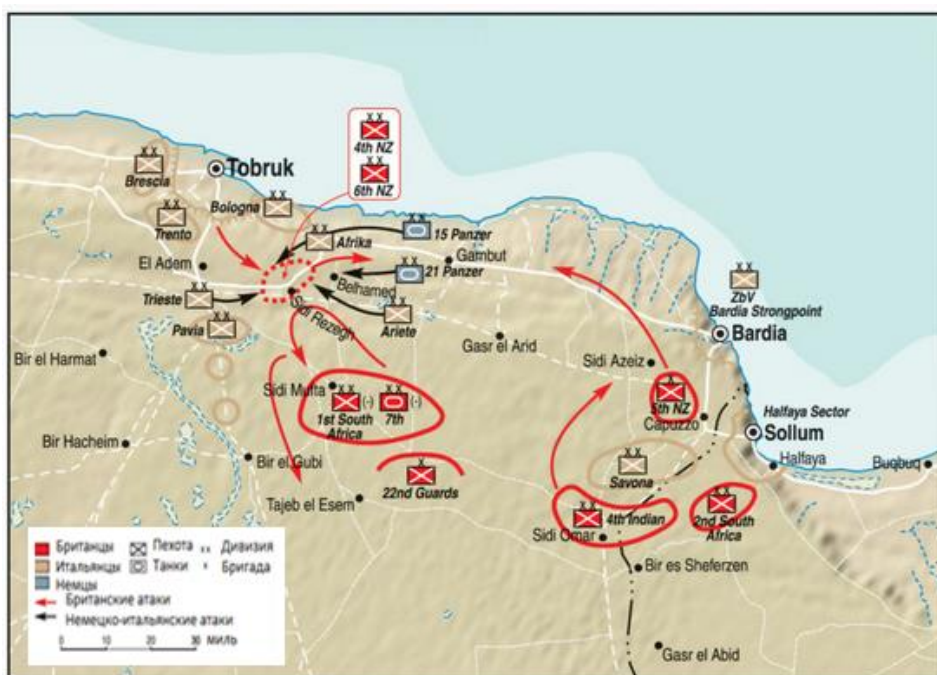 X X
4th NZ
X X
6th NZ
X X
Brescia
Tobruk
X X
Bologna
X X
Trento
X X
Afrika
X X
15 Panzer
X X
21 Panzer
Gambut
El Adem
Belhamed
X X
Trieste
Sidi Rezegh
X X
Ariete
X X
Pavia
X X
ZbV
Bardia Strongpoint
Bardia
Bir el Harmat
Gasr el Arid
Sidi Azeiz
Sidi Mufta
X X
(-)
1st South
Africa
X X
(-)
7th
X X
5th NZ
Capuzzo
Halfaya Sector
Sollum
Halfaya
Buqbuq
Bir Hacheim
Bir el Gubi
X
22nd Guards
X X
Savona
Tajeb el Esem
X X
4th Indian
Sidi Omar
X X
2nd South
Africa
Bir es Sheferzen
Gasr el Abid
Британцы
Пехота
x x Дивизия
Итальянцы
Танки
x Бригада
Немцы
Британские атаки
Немецко-итальянские атаки
0 10 20 30 миль